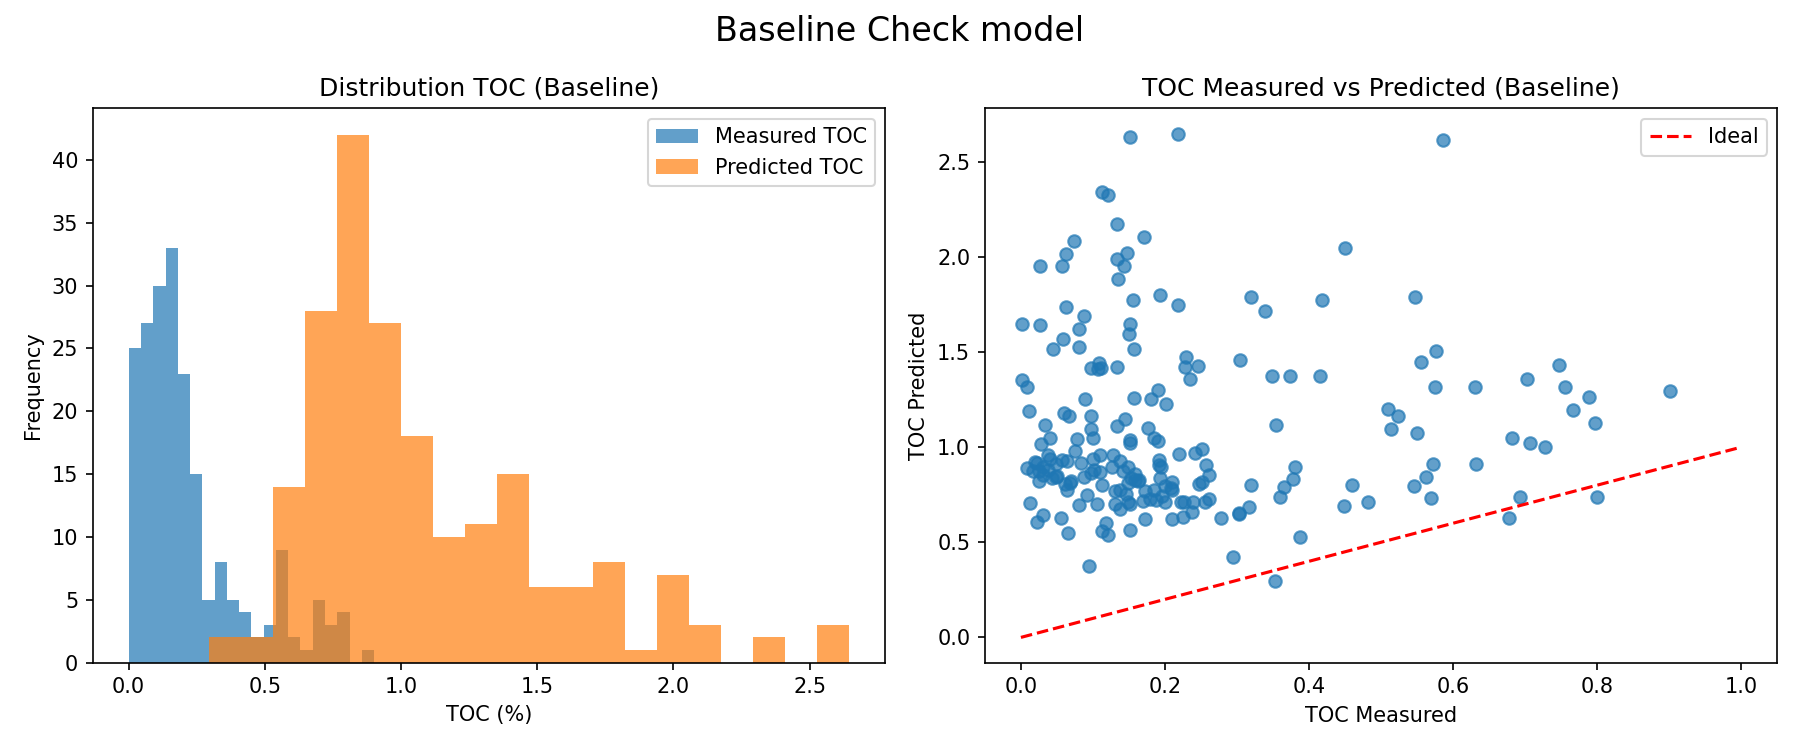 Baseline Check model
Distribution TOC (Baseline)
Measured TOC
Predicted TOC
Frequency
40
35
30
25
20
15
10
5
0
0.0 0.5 1.0 1.5 2.0 2.5
TOC (%)
TOC Measured vs Predicted (Baseline)
Ideal
TOC Predicted
2.5
2.0
1.5
1.0
0.5
0.0
0.0 0.2 0.4 0.6 0.8 1.0
TOC Measured